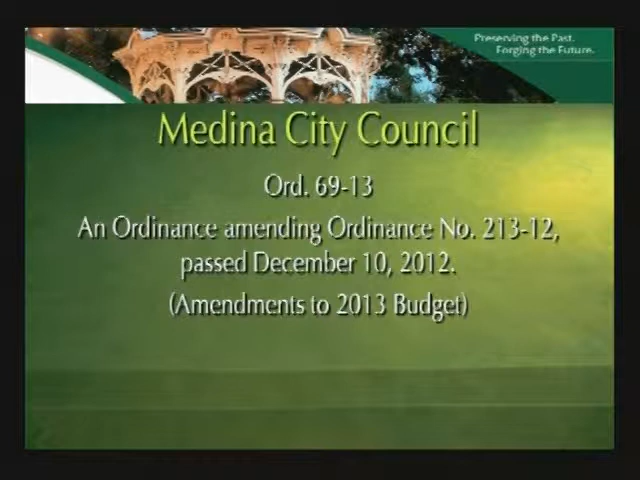 Preserving the Past.
Forging the Future.
Medina City Council
Ord. 69-13
An Ordinance amending Ordinance No. 213-12,
passed December 10, 2012.
(Amendments to 2013 Budget)